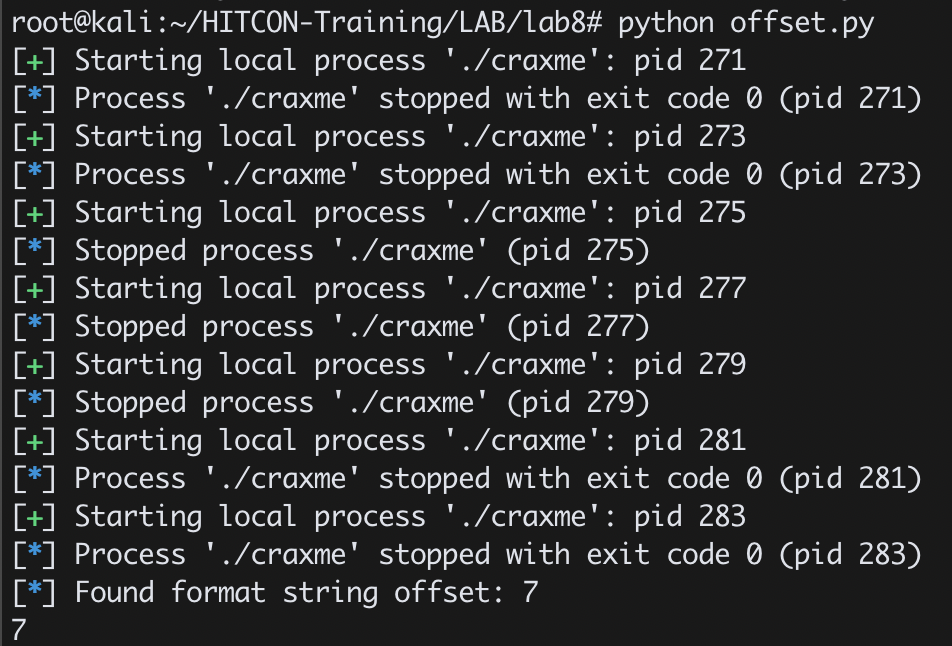 root@kali:~/HITCON-Training/LAB/lab8# python offset.py
[+] Starting local process './craxme': pid 271
[*] Process './craxme' stopped with exit code 0 (pid 271)
[+] Starting local process './craxme': pid 273
[*] Process './craxme' stopped with exit code 0 (pid 273)
[+] Starting local process './craxme': pid 275
[*] Stopped process './craxme' (pid 275)
[+] Starting local process './craxme': pid 277
[*] Stopped process './craxme' (pid 277)
[+] Starting local process './craxme': pid 279
[*] Stopped process './craxme' (pid 279)
[+] Starting local process './craxme': pid 281
[*] Process './craxme' stopped with exit code 0 (pid 281)
[+] Starting local process './craxme': pid 283
[*] Process './craxme' stopped with exit code 0 (pid 283)
[*] Found format string offset: 7
7